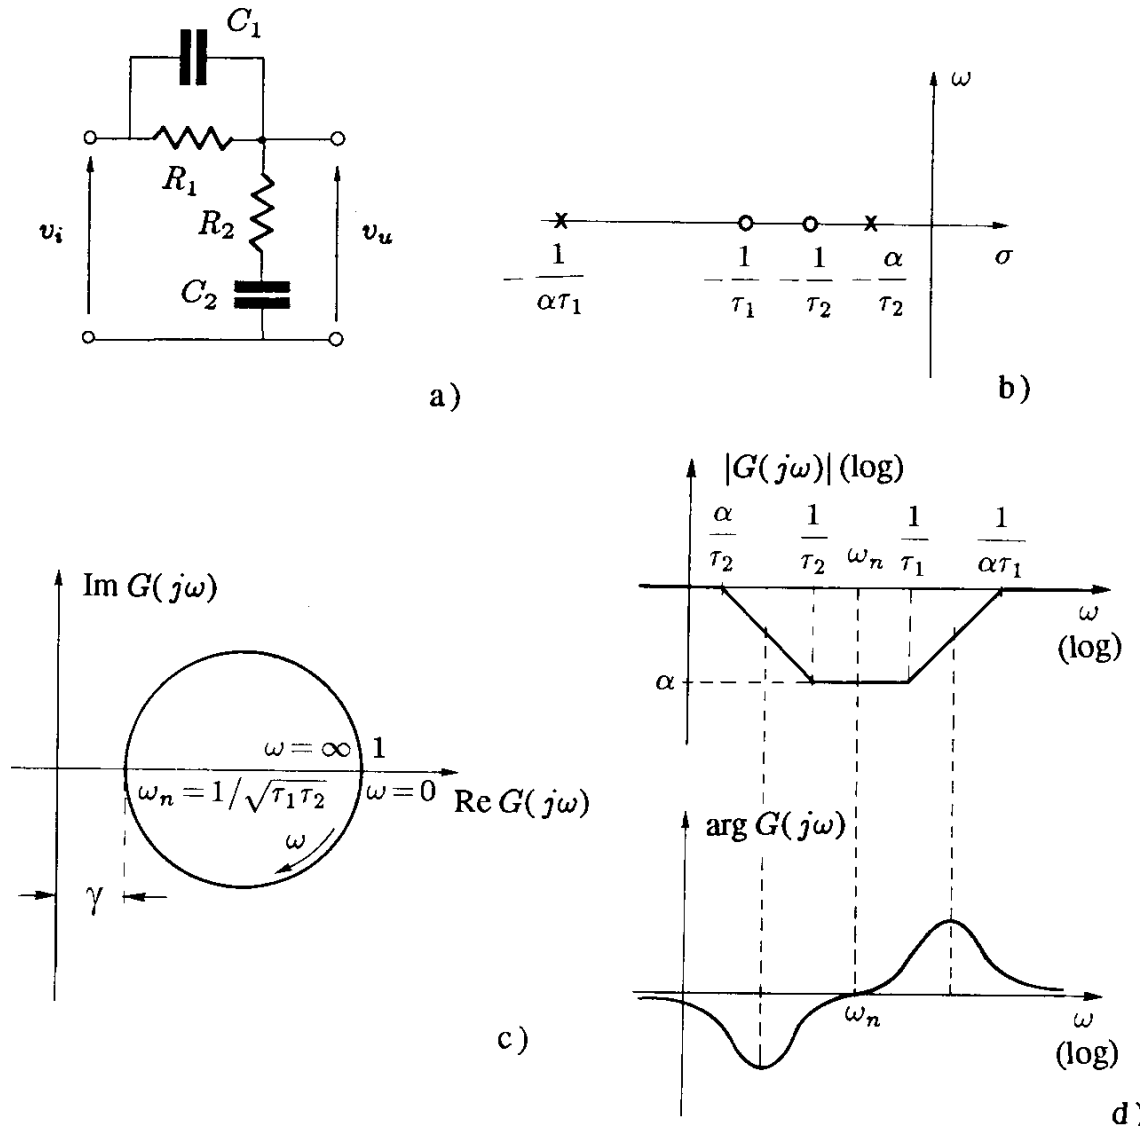 C₁
R₁
R₂
C₂
vᵢ
vᵤ
a)
ω
σ
-1/(ατ₁)
-1/τ₁
-1/τ₂
-α/τ₂
b)
Im G(jω)
ω = ∞
1
ωₙ = 1/√(τ₁τ₂)
ω = 0
Re G(jω)
ω
γ
c)
|G(jω)| (log)
α/τ₂
1/τ₂
ωₙ
1/τ₁
1/(ατ₁)
ω
(log)
α
arg G(jω)
ωₙ
ω
(log)
d)